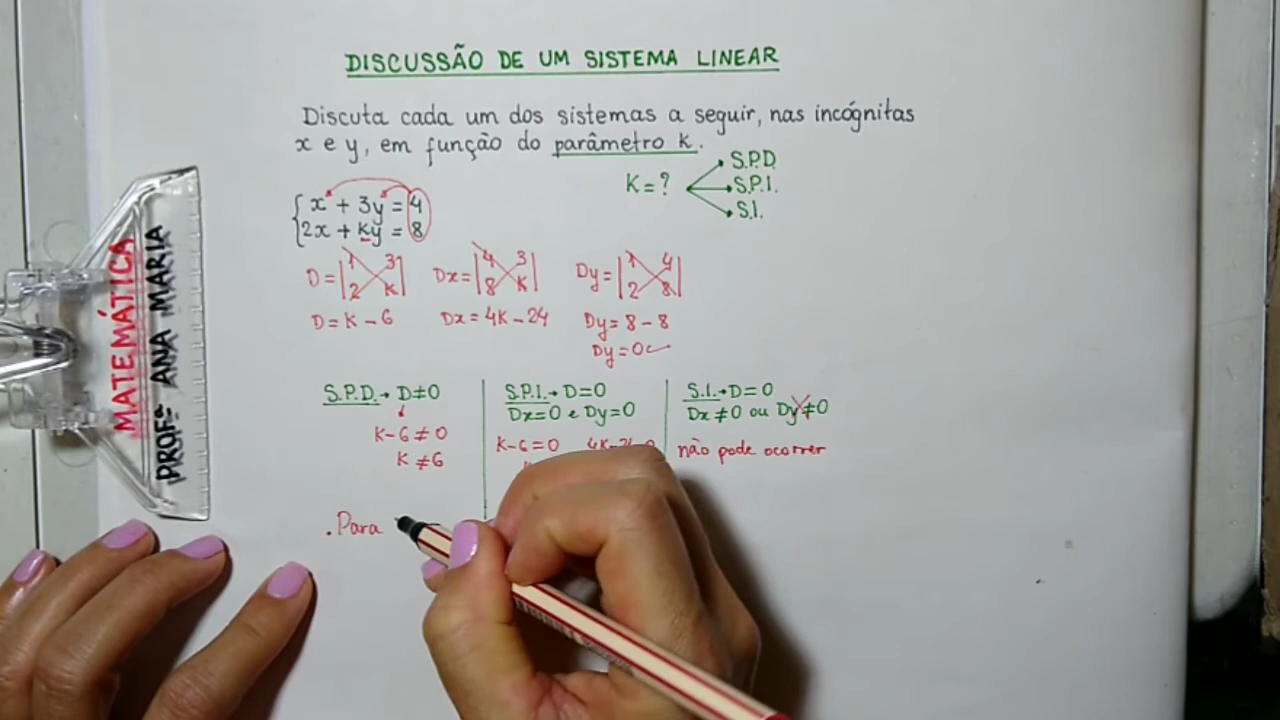 DISCUSSÃO DE UM SISTEMA LINEAR
Discuta cada um dos sistemas a seguir, nas incógnitas
x e y, em função do parâmetro k.
K = ?
S.P.D.
S.P.I.
S.I.
x + 3y = 4
2x + ky = 8
D = |1 3| Dx = |4 3| Dy = |1 4|
|2 K| |8 K| |2 8|
D = K - 6 Dx = 4K - 24 Dy = 8 - 8
Dy = 0
S.P.D. → D ≠ 0 S.P.I. → D = 0 S.I. → D = 0
Dx = 0 e Dy = 0 Dx ≠ 0 ou Dy ≠ 0
K - 6 ≠ 0 K - 6 = 0 não pode ocorrer
K ≠ 6
. Para
MATEMÁTICA
PROFª ANA MARIA